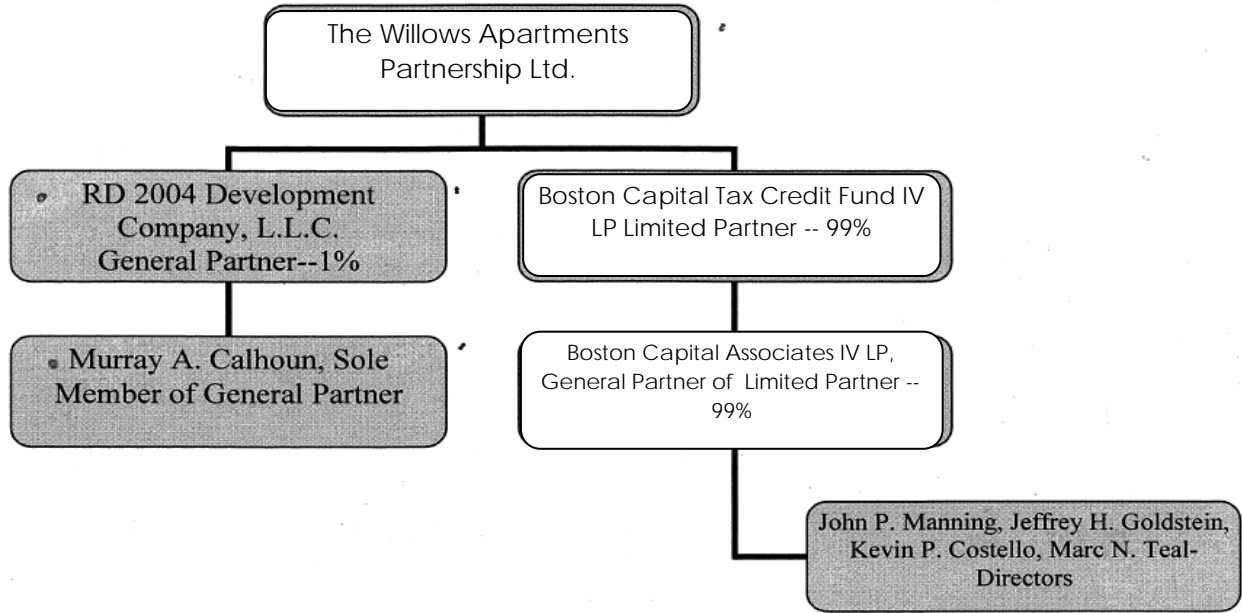 The Willows Apartments
Partnership Ltd.
RD 2004 Development
Company, L.L.C.
General Partner--1%
Boston Capital Tax Credit Fund IV
LP Limited Partner -- 99%
Murray A. Calhoun, Sole
Member of General Partner
Boston Capital Associates IV LP,
General Partner of Limited Partner --
99%
John P. Manning, Jeffrey H. Goldstein,
Kevin P. Costello, Marc N. Teal-
Directors